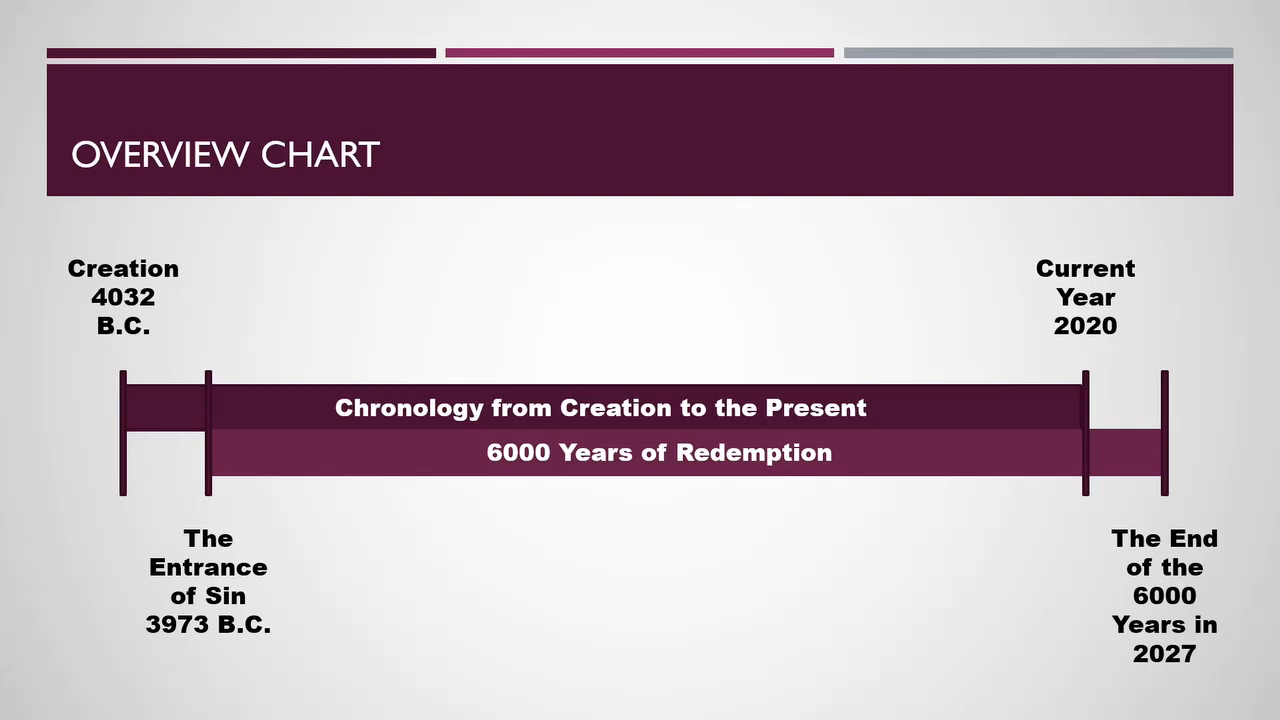 OVERVIEW CHART
Creation
4032
B.C.
Current
Year
2020
Chronology from Creation to the Present
6000 Years of Redemption
The
Entrance
of Sin
3973 B.C.
The End
of the
6000
Years in
2027